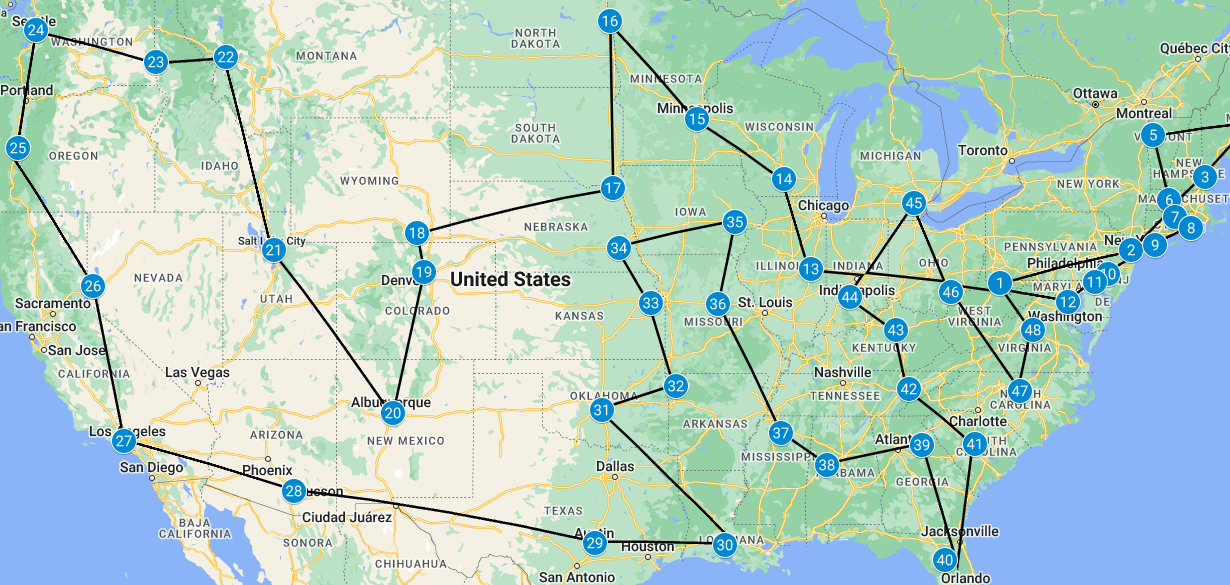 16
Seattle
24
WASHINGTON
NORTH
DAKOTA
Québec City
23
22
MONTANA
MINNESOTA
Portland
Ottawa
Montreal
Minneapolis
15
WISCONSIN
5
VERMONT
SOUTH
DAKOTA
25
OREGON
IDAHO
MICHIGAN
Toronto
NEW
HAMPSHIRE
3
WYOMING
14
NEW YORK
17
MASSACHUSETTS
6
Chicago
45
IOWA
7
35
NEBRASKA
8
18
Salt Lake City
21
34
PENNSYLVANIA
New
2
9
Denver
19
United States
ILLINOIS
13
INDIANA
OHIO
Philadelphia
10
NEVADA
26
UTAH
Indianapolis
44
46
1
MARYLAND
11
NJ
DE
12
Sacramento
COLORADO
33
36
St. Louis
KANSAS
MISSOURI
WEST
VIRGINIA
Washington
San Francisco
43
KENTUCKY
48
VIRGINIA
San Jose
CALIFORNIA
Las Vegas
Nashville
TENNESSEE
42
32
OKLAHOMA
31
Albuquerque
20
47
NORTH
CAROLINA
Charlotte
ARKANSAS
Los Angeles
27
ARIZONA
NEW MEXICO
37
MISSISSIPPI
38
ALABAMA
Atlanta
39
41
SOUTH
CAROLINA
San Diego
Phoenix
Dallas
GEORGIA
28
Tucson
Ciudad Juárez
TEXAS
BAJA
CALIFORNIA
SONORA
Austin
29
Houston
30
LOUISIANA
Jacksonville
CHIHUAHUA
San Antonio
40
Orlando